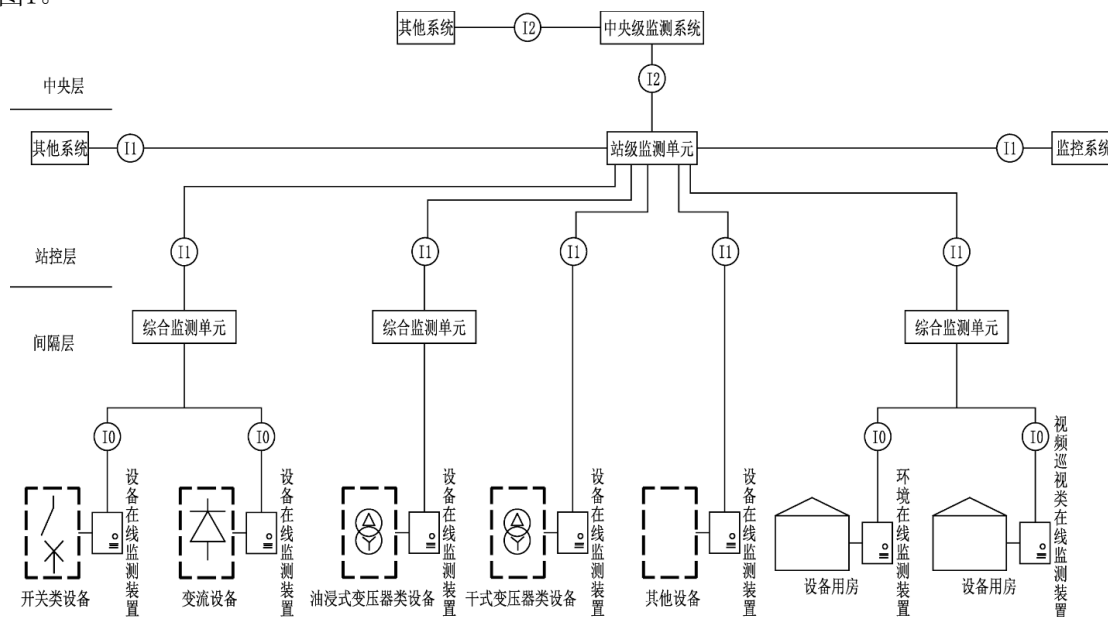 图1。
其他系统
I2
中央级监测系统
I2
中央层
其他系统
I1
站级监测单元
I1
监控系统
站控层
I1
I1
I1
I1
I1
间隔层
综合监测单元
综合监测单元
综合监测单元
I0
I0
I0
I0
设备在线监测装置
设备在线监测装置
设备在线监测装置
设备在线监测装置
设备在线监测装置
环境在线监测装置
视频巡视类在线监测装置
开关类设备
变流设备
油浸式变压器类设备
干式变压器类设备
其他设备
设备用房
设备用房